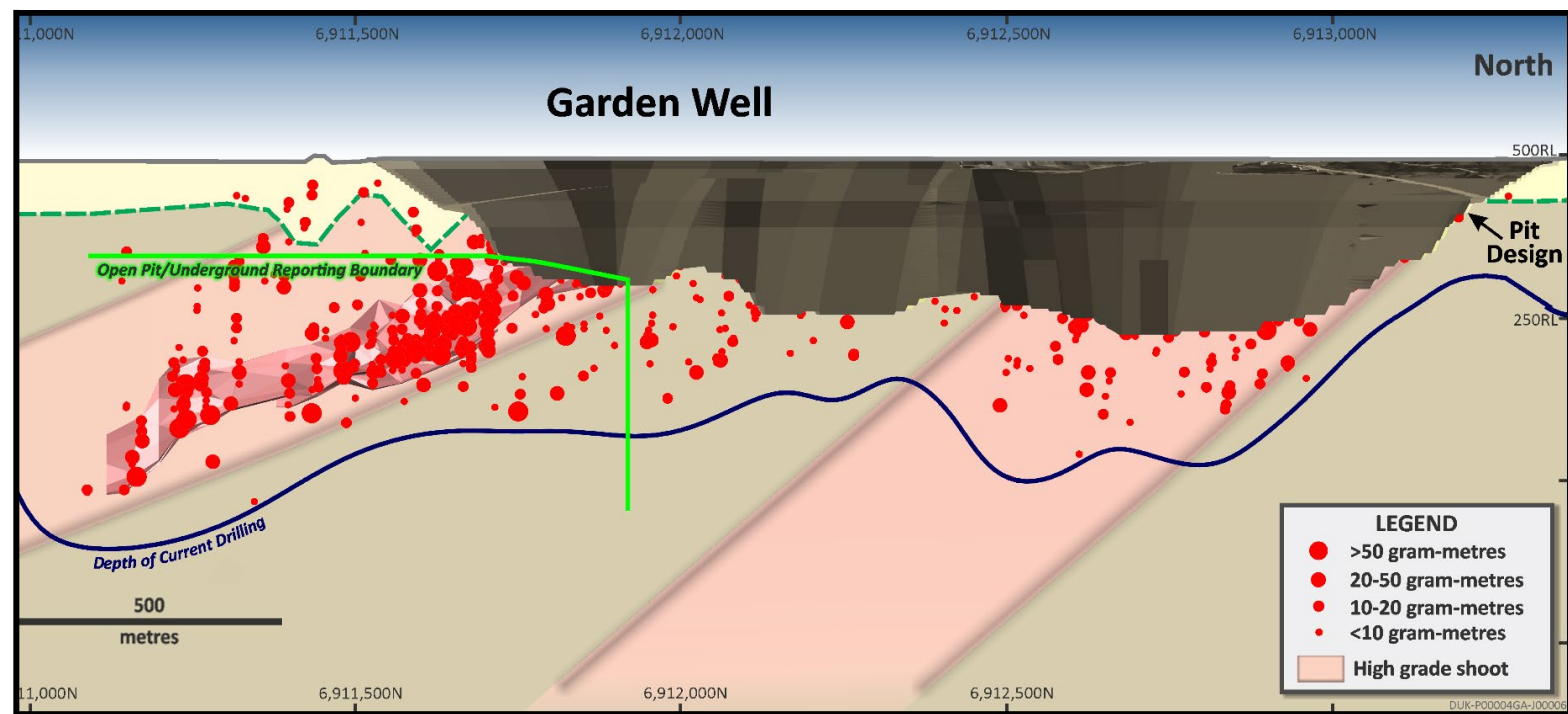 11,000N
6,911,500N
6,912,000N
6,912,500N
6,913,000N
North
Garden Well
500RL
Pit
Design
Open Pit/Underground Reporting Boundary
250RL
Depth of Current Drilling
500
metres
LEGEND
>50 gram-metres
20-50 gram-metres
10-20 gram-metres
<10 gram-metres
High grade shoot
11,000N
6,911,500N
6,912,000N
6,912,500N